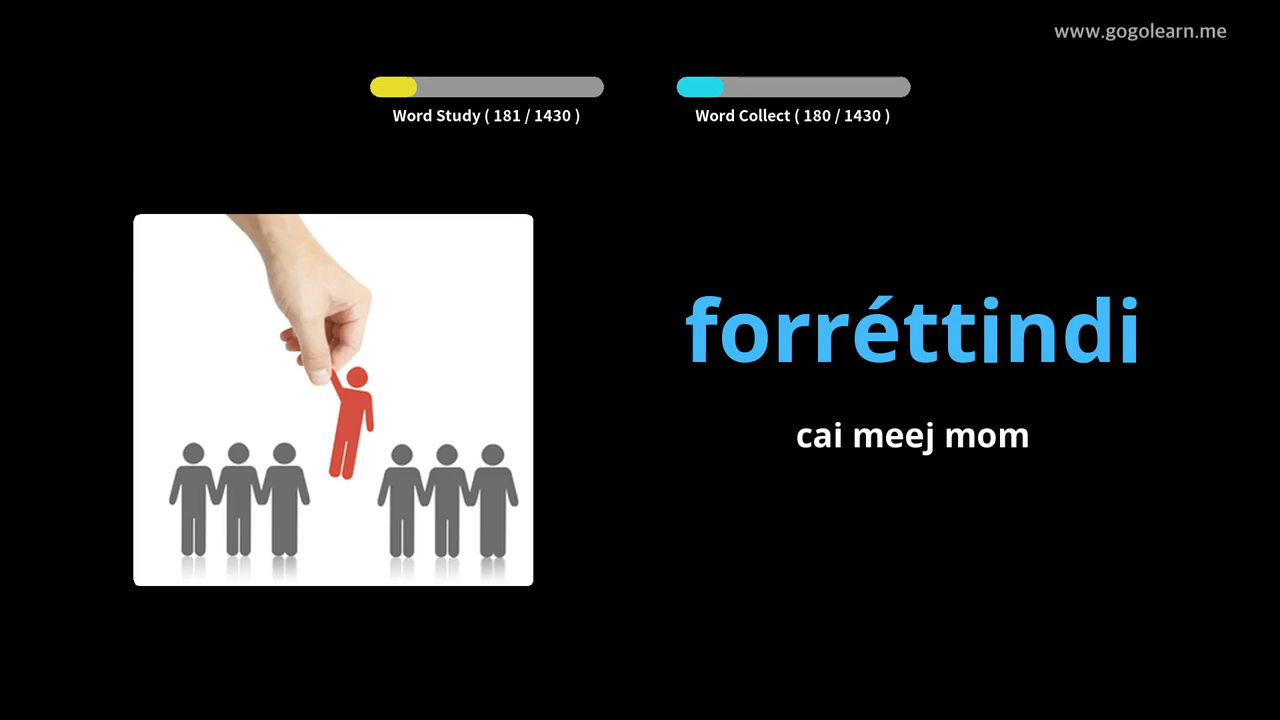 www.gogolearn.me
Word Study ( 181 / 1430 )
Word Collect ( 180 / 1430 )
forréttindi
cai meej mom